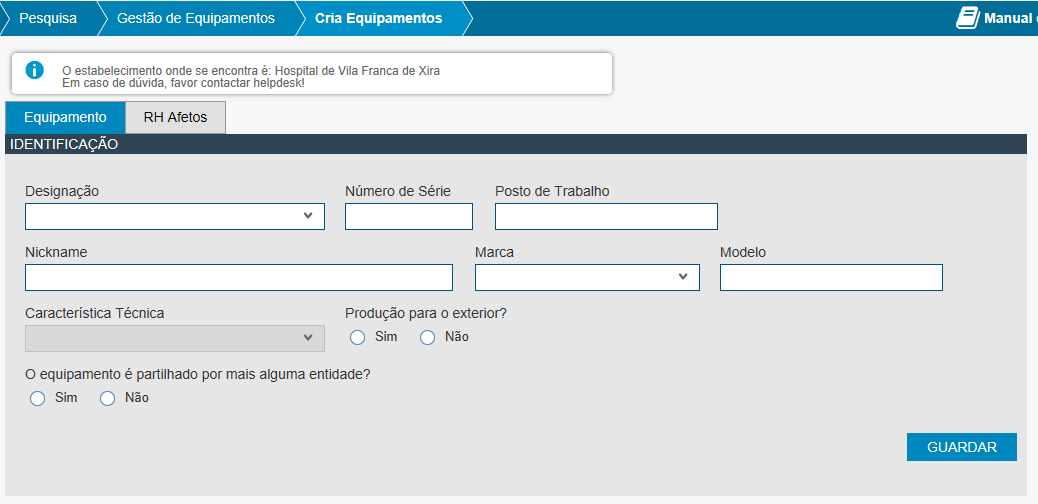 Pesquisa Gestão de Equipamentos Cria Equipamentos Manual
O estabelecimento onde se encontra é: Hospital de Vila Franca de Xira
Em caso de dúvida, favor contactar helpdesk!
Equipamento RH Afetos
IDENTIFICAÇÃO
Designação Número de Série Posto de Trabalho
Nickname Marca Modelo
Característica Técnica Produção para o exterior?
Sim Não
O equipamento é partilhado por mais alguma entidade?
Sim Não
GUARDAR